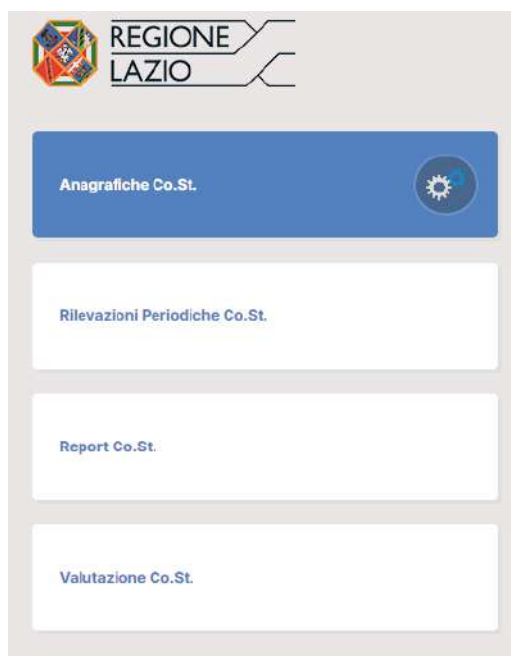 REGIONE
LAZIO
Anagrafiche Co.St.
Rilevazioni Periodiche Co.St.
Report Co.St.
Valutazione Co.St.